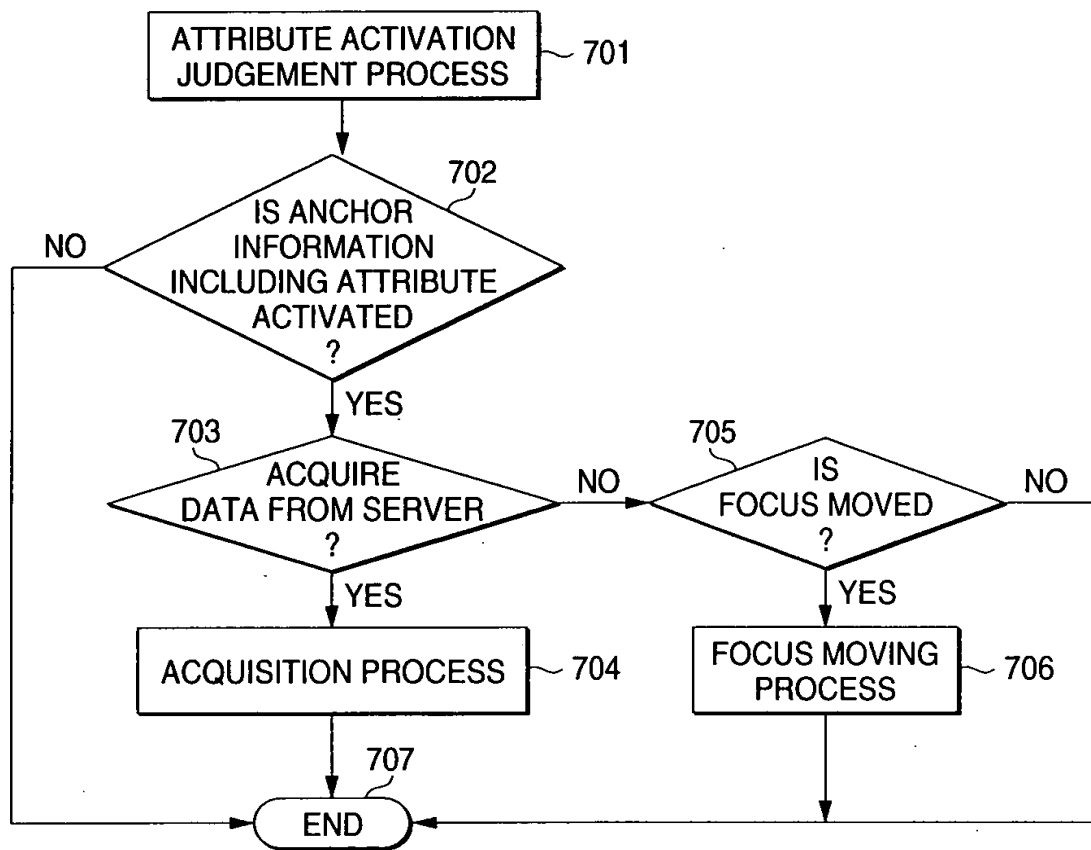 ATTRIBUTE ACTIVATION
JUDGEMENT PROCESS
701
702
IS ANCHOR
INFORMATION
INCLUDING ATTRIBUTE
ACTIVATED
?
NO
YES
703
ACQUIRE
DATA FROM SERVER
?
NO
705
IS
FOCUS MOVED
?
NO
YES
YES
ACQUISITION PROCESS
704
FOCUS MOVING
PROCESS
706
707
END